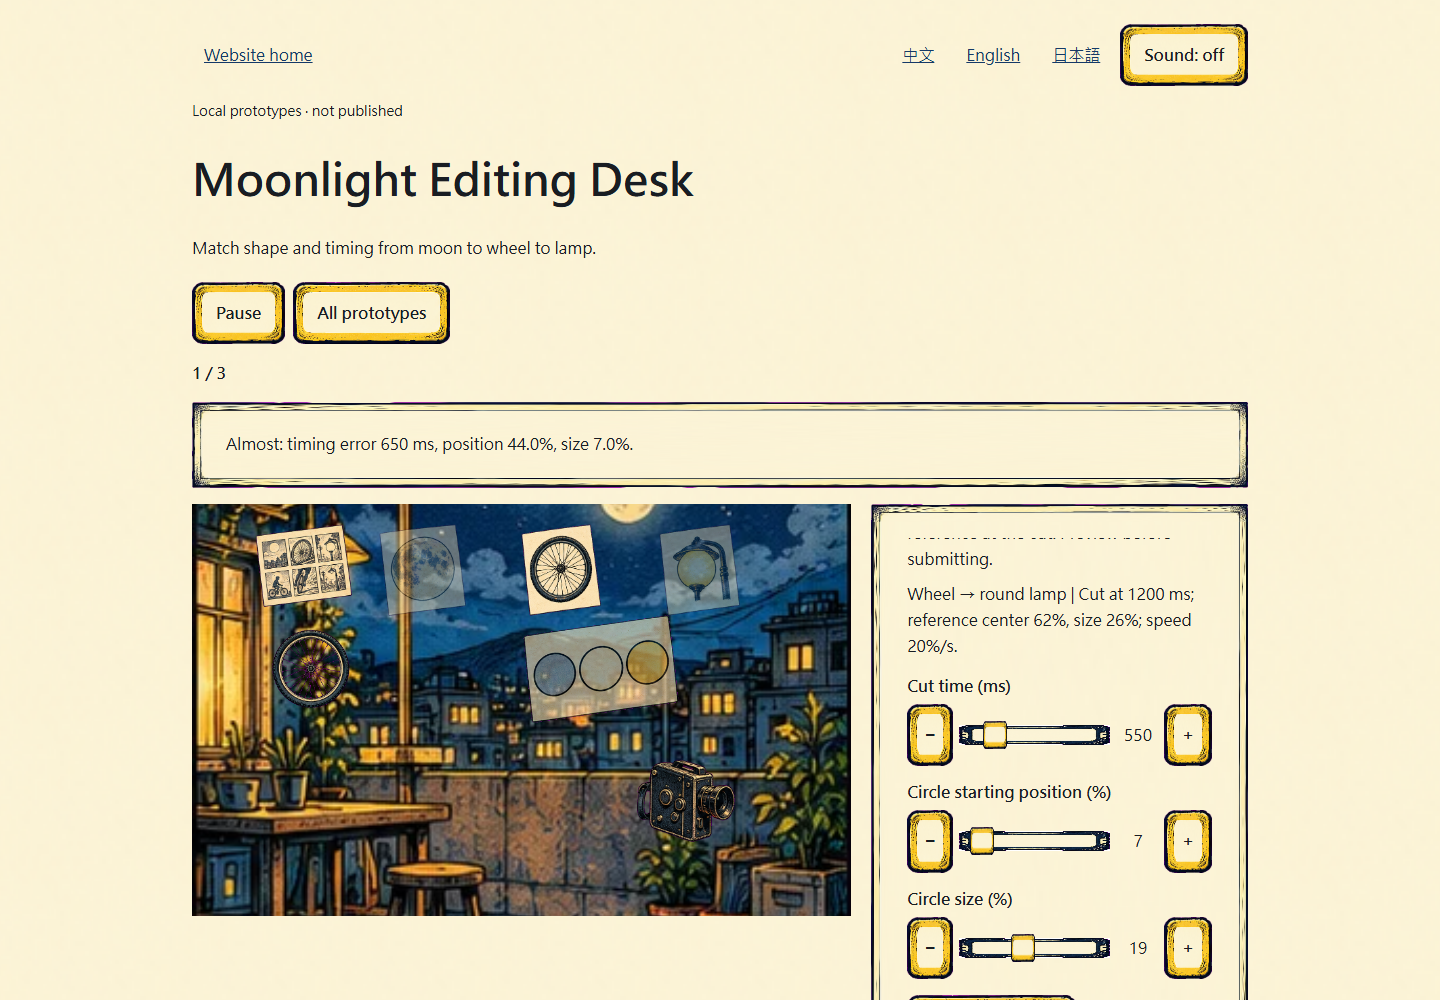 Website home
中文 English 日本語 Sound: off
Local prototypes · not published
Moonlight Editing Desk
Match shape and timing from moon to wheel to lamp.
Pause All prototypes
1 / 3
Almost: timing error 650 ms, position 44.0%, size 7.0%.
submitting.
Wheel → round lamp | Cut at 1200 ms;
reference center 62%, size 26%; speed
20%/s.
Cut time (ms)
− 550 +
Circle starting position (%)
− 7 +
Circle size (%)
− 19 +